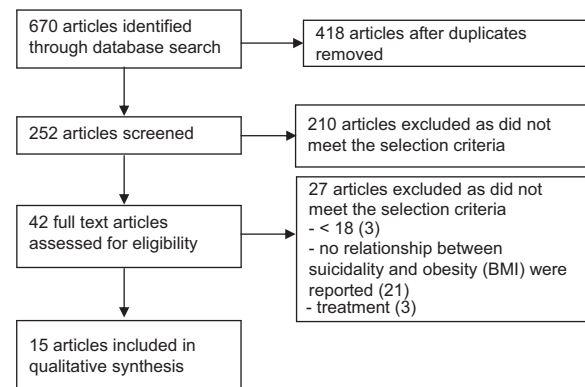 670 articles identified
through database search
418 articles after duplicates
removed
252 articles screened
210 articles excluded as did not
meet the selection criteria
42 full text articles
assessed for eligibility
27 articles excluded as did not
meet the selection criteria
- < 18 (3)
- no relationship between
suicidality and obesity (BMI) were
reported (21)
- treatment (3)
15 articles included in
qualitative synthesis